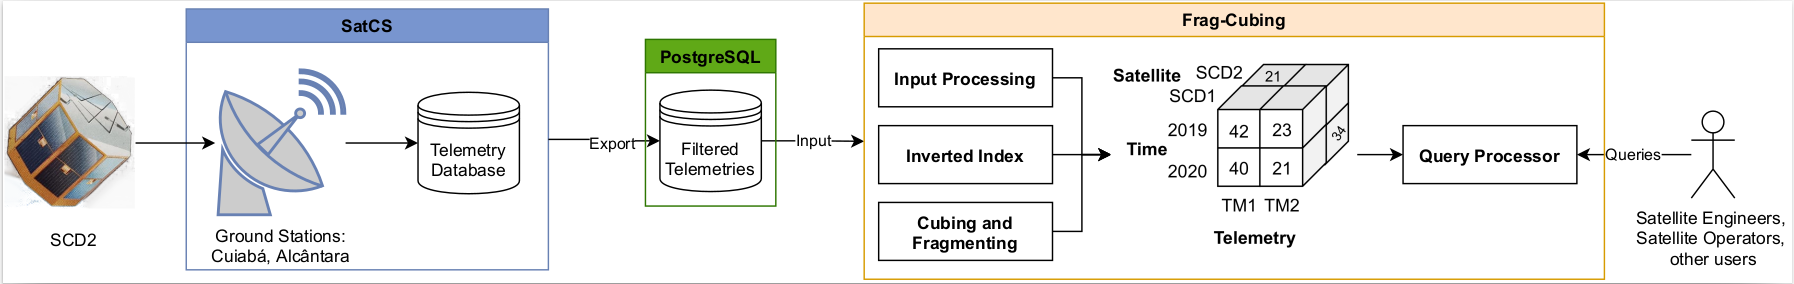 SCD2
SatCS
Ground Stations:
Cuiabá, Alcântara
Telemetry
Database
Export
PostgreSQL
Filtered
Telemetries
Input
Frag-Cubing
Input Processing
Inverted Index
Cubing and
Fragmenting
Satellite
SCD2
SCD1
21
Time
2019
2020
42
23
40
21
34
TM1
TM2
Telemetry
Query Processor
Queries
Satellite Engineers,
Satellite Operators,
other users